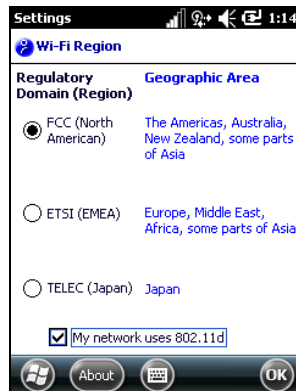 Settings 1:14
Wi-Fi Region
Regulatory Geographic Area
Domain (Region)
FCC (North The Americas, Australia,
American) New Zealand, some parts
of Asia
ETSI (EMEA) Europe, Middle East,
Africa, some parts of Asia
TELEC (Japan) Japan
My network uses 802.11d
About OK